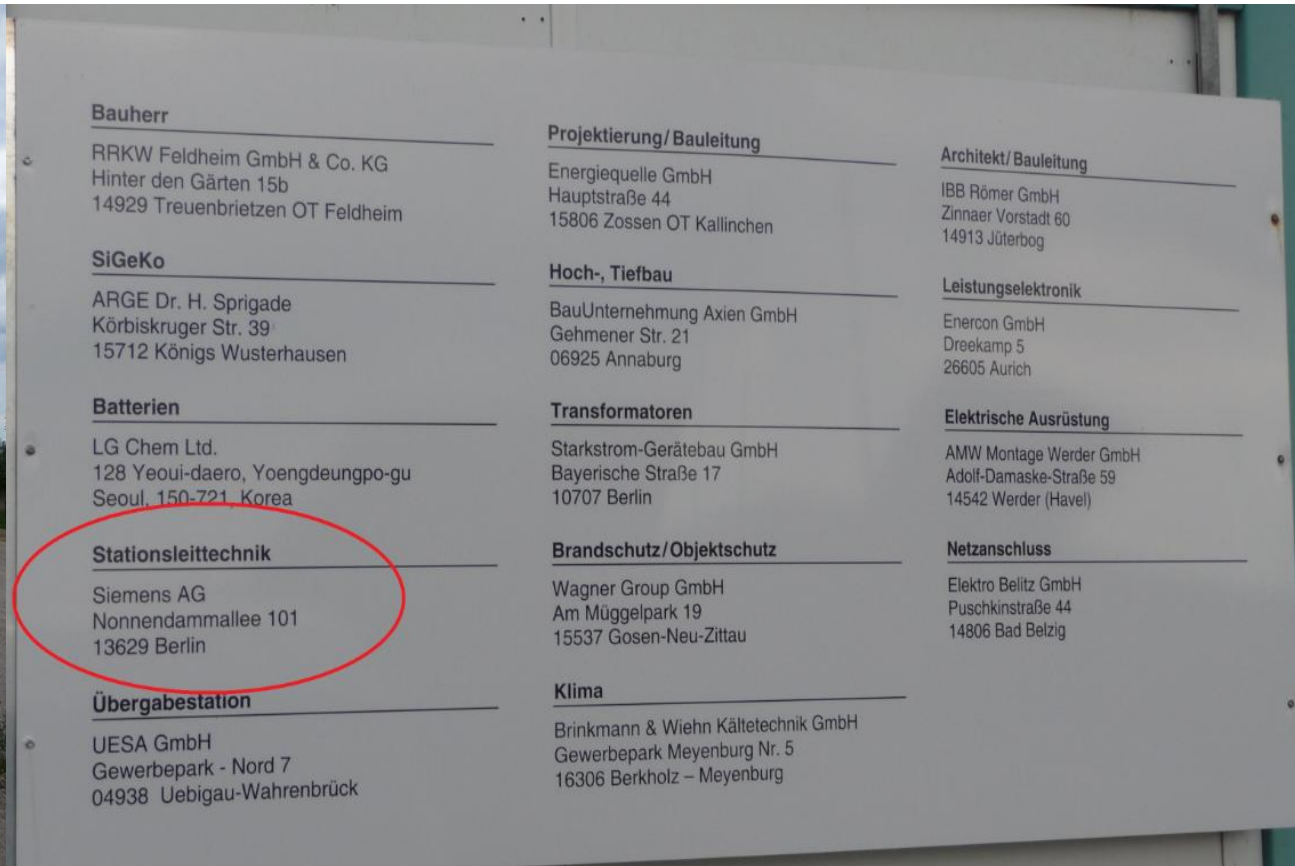 Bauherr
RRKW Feldheim GmbH & Co. KG
Hinter den Gärten 15b
14929 Treuenbrietzen OT Feldheim
SiGeKo
ARGE Dr. H. Sprigade
Körbiskruger Str. 39
15712 Königs Wusterhausen
Batterien
LG Chem Ltd.
128 Yeoui-daero, Yoengdeungpo-gu
Seoul, 150-721, Korea
Stationsleittechnik
Siemens AG
Nonnendammallee 101
13629 Berlin
Übergabestation
UESA GmbH
Gewerbepark - Nord 7
04938 Uebigau-Wahrenbrück
Projektierung/Bauleitung
Energiequelle GmbH
Hauptstraße 44
15806 Zossen OT Kallinchen
Hoch-, Tiefbau
BauUnternehmung Axien GmbH
Gehmener Str. 21
06925 Annaburg
Transformatoren
Starkstrom-Gerätebau GmbH
Bayerische Straße 17
10707 Berlin
Brandschutz/Objektschutz
Wagner Group GmbH
Am Müggelpark 19
15537 Gosen-Neu-Zittau
Klima
Brinkmann & Wiehn Kältetechnik GmbH
Gewerbepark Meyenburg Nr. 5
16306 Berkholz – Meyenburg
Architekt/Bauleitung
IBB Römer GmbH
Zinnaer Vorstadt 60
14913 Jüterbog
Leistungselektronik
Enercon GmbH
Dreekamp 5
26605 Aurich
Elektrische Ausrüstung
AMW Montage Werder GmbH
Adolf-Damaske-Straße 59
14542 Werder (Havel)
Netzanschluss
Elektro Belitz GmbH
Puschkinstraße 44
14806 Bad Belzig